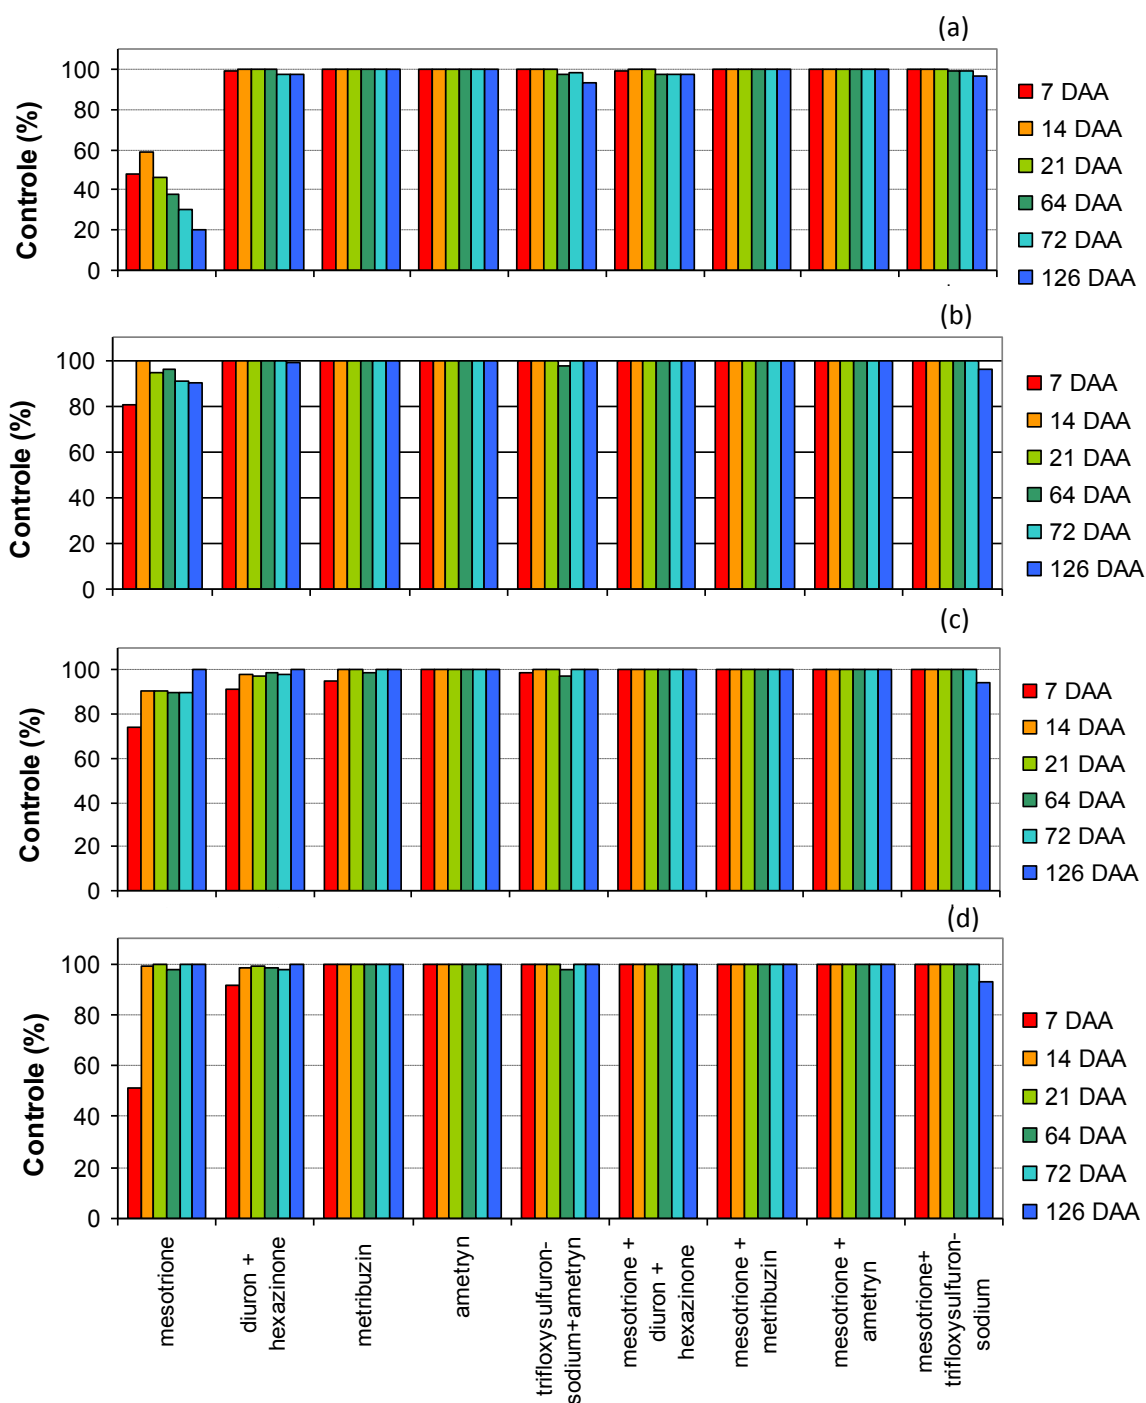 (a)
Controle (%)
100
80
60
40
20
0
7 DAA
14 DAA
21 DAA
64 DAA
72 DAA
126 DAA
(b)
Controle (%)
100
80
60
40
20
0
7 DAA
14 DAA
21 DAA
64 DAA
72 DAA
126 DAA
(c)
Controle (%)
100
80
60
40
20
0
7 DAA
14 DAA
21 DAA
64 DAA
72 DAA
126 DAA
(d)
Controle (%)
100
80
60
40
20
0
7 DAA
14 DAA
21 DAA
64 DAA
72 DAA
126 DAA
mesotrione
diuron +
hexazinone
metribuzin
ametryn
trifloxysulfuron-
sodium+ametryn
mesotrione +
diuron +
hexazinone
mesotrione +
metribuzin
mesotrione +
ametryn
mesotrione+
trifloxysulfuron-
sodium